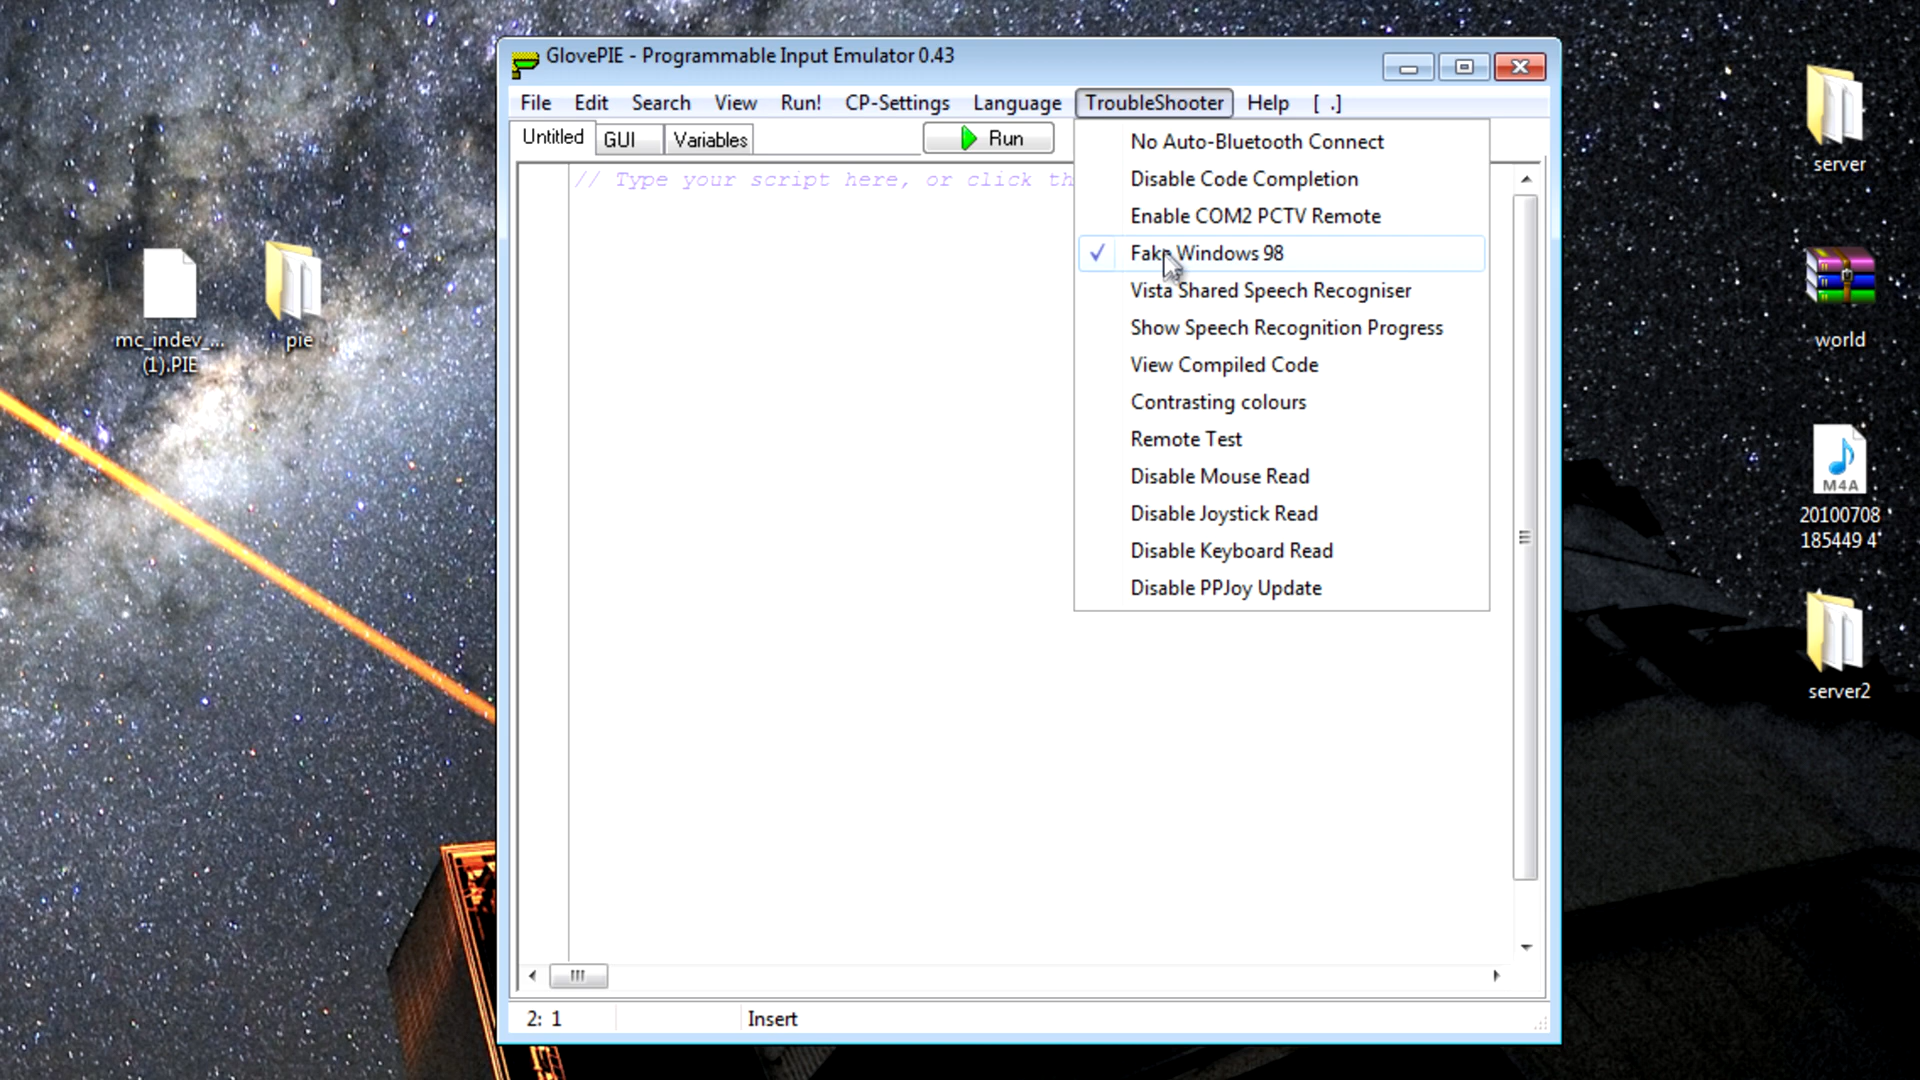 GlovePIE - Programmable Input Emulator 0.43
File Edit Search View Run! CP-Settings Language TroubleShooter Help [ .]
Untitled GUI Variables Run
// Type your script here, or click th
No Auto-Bluetooth Connect
Disable Code Completion
Enable COM2 PCTV Remote
Fake Windows 98
Vista Shared Speech Recogniser
Show Speech Recognition Progress
View Compiled Code
Contrasting colours
Remote Test
Disable Mouse Read
Disable Joystick Read
Disable Keyboard Read
Disable PPJoy Update
2: 1 Insert
mc_indev_...
(1).PIE
pie
server
world
M4A
20100708
185449 4'
server2